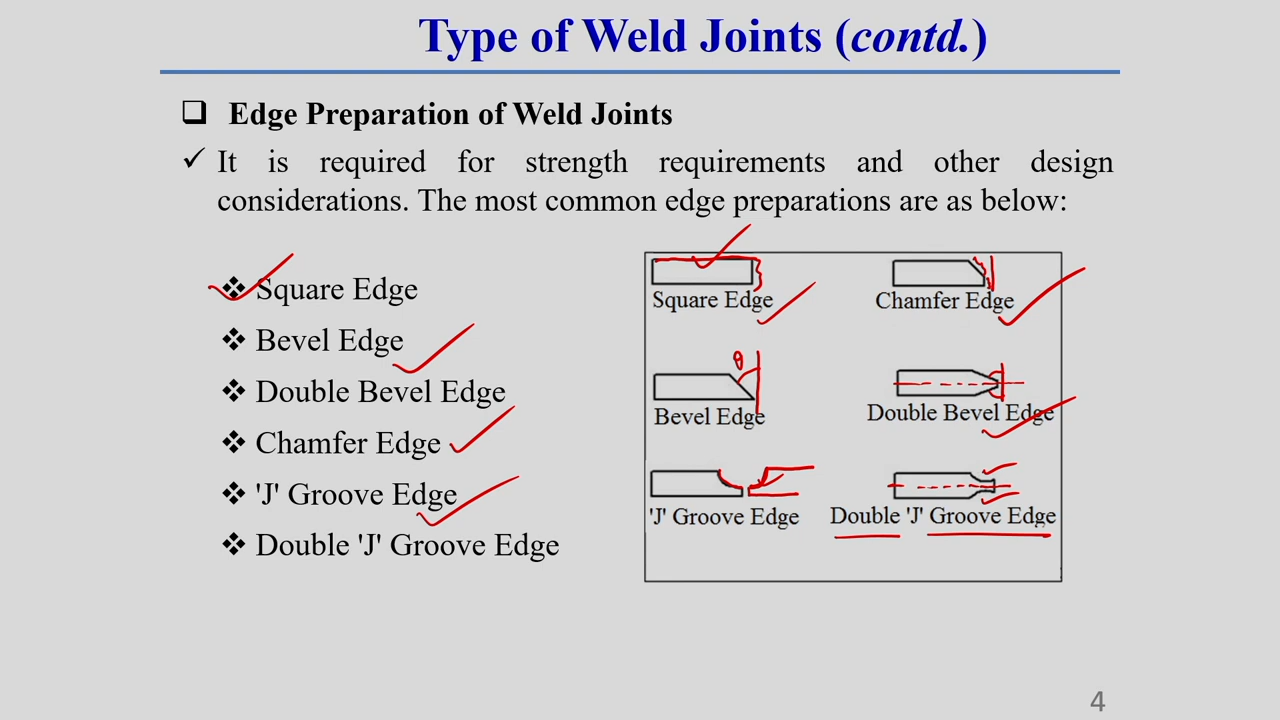 Type of Weld Joints (contd.)
❑ Edge Preparation of Weld Joints
✓ It is required for strength requirements and other design
considerations. The most common edge preparations are as below:
❖ Square Edge
❖ Bevel Edge
❖ Double Bevel Edge
❖ Chamfer Edge
❖ 'J' Groove Edge
❖ Double 'J' Groove Edge
Square Edge
Chamfer Edge
θ
Bevel Edge
Double Bevel Edge
'J' Groove Edge
Double 'J' Groove Edge
4